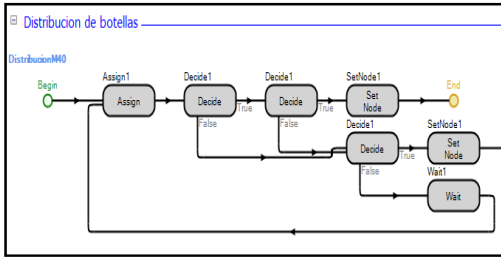 Distribucion de botellas
DistribucionM40
Begin
Assign1
Assign
Decide1
Decide
True
False
Decide1
Decide
True
False
SetNode1
Set
Node
End
Decide1
Decide
True
False
SetNode1
Set
Node
Wait1
Wait